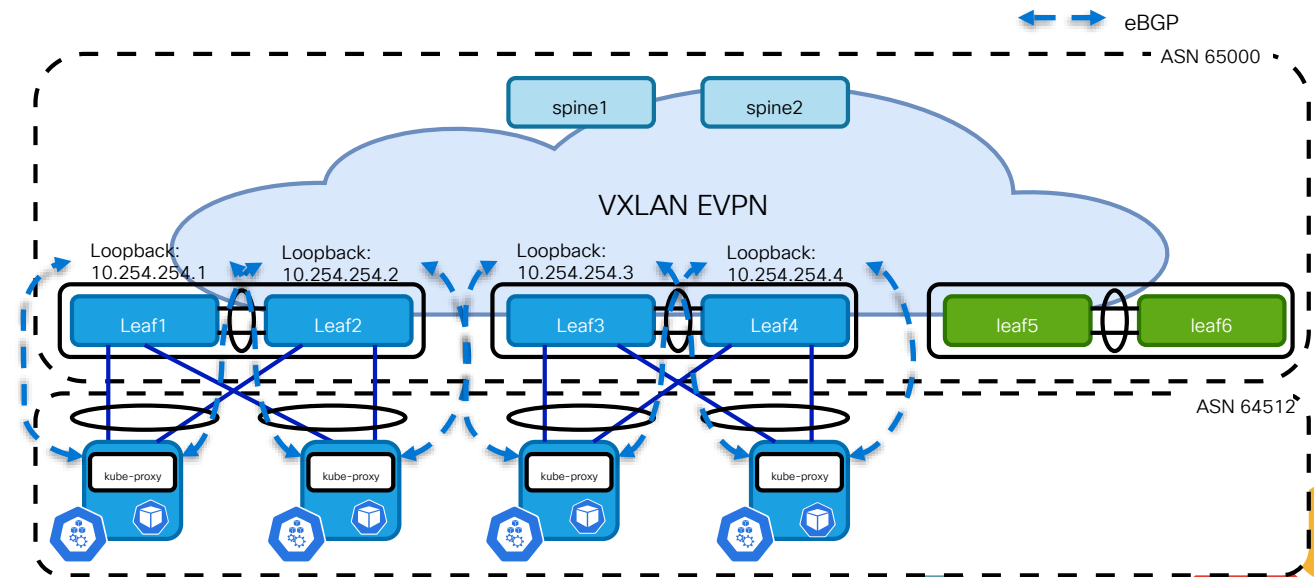 eBGP
ASN 65000
spine1
spine2
VXLAN EVPN
Loopback:
10.254.254.1
Loopback:
10.254.254.2
Loopback:
10.254.254.3
Loopback:
10.254.254.4
Leaf1
Leaf2
Leaf3
Leaf4
leaf5
leaf6
ASN 64512
kube-proxy
kube-proxy
kube-proxy
kube-proxy